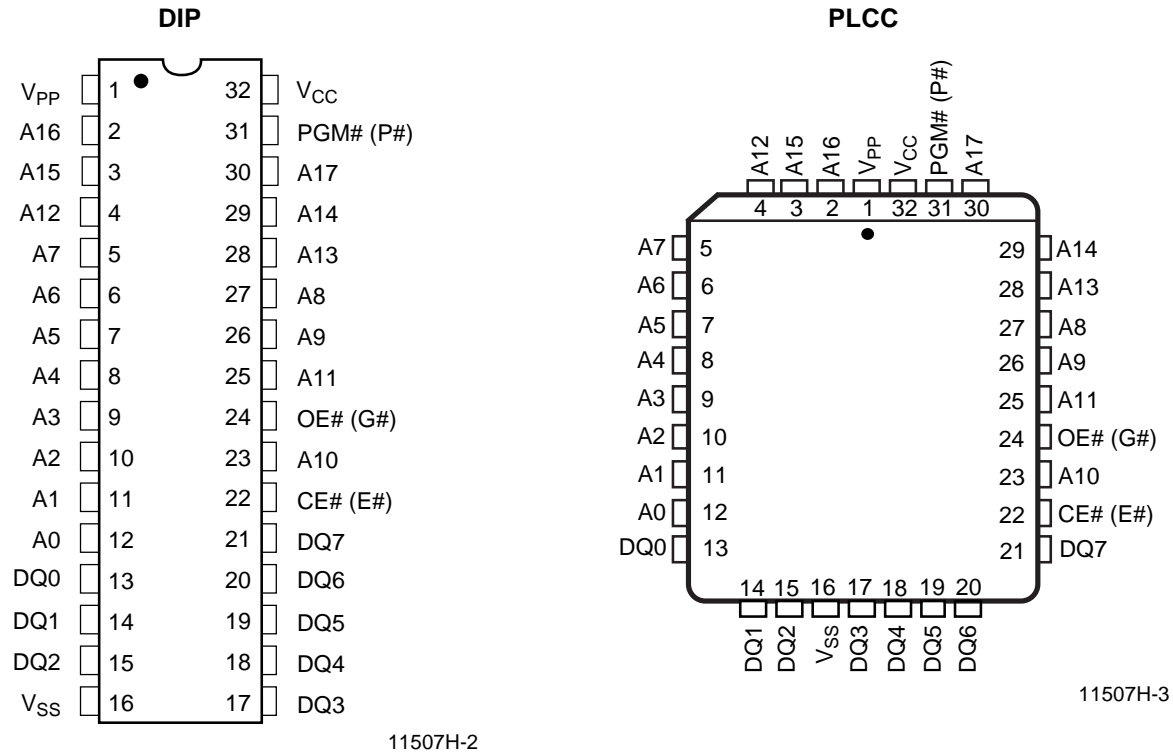 DIP
V_PP 1 32 V_CC
A16 2 31 PGM# (P#)
A15 3 30 A17
A12 4 29 A14
A7 5 28 A13
A6 6 27 A8
A5 7 26 A9
A4 8 25 A11
A3 9 24 OE# (G#)
A2 10 23 A10
A1 11 22 CE# (E#)
A0 12 21 DQ7
DQ0 13 20 DQ6
DQ1 14 19 DQ5
DQ2 15 18 DQ4
V_SS 16 17 DQ3
11507H-2
PLCC
A12 A15 A16 V_PP V_CC PGM# (P#) A17
4 3 2 1 32 31 30
A7 5 29 A14
A6 6 28 A13
A5 7 27 A8
A4 8 26 A9
A3 9 25 A11
A2 10 24 OE# (G#)
A1 11 23 A10
A0 12 22 CE# (E#)
DQ0 13 21 DQ7
14 15 16 17 18 19 20
DQ1 DQ2 V_SS DQ3 DQ4 DQ5 DQ6
11507H-3